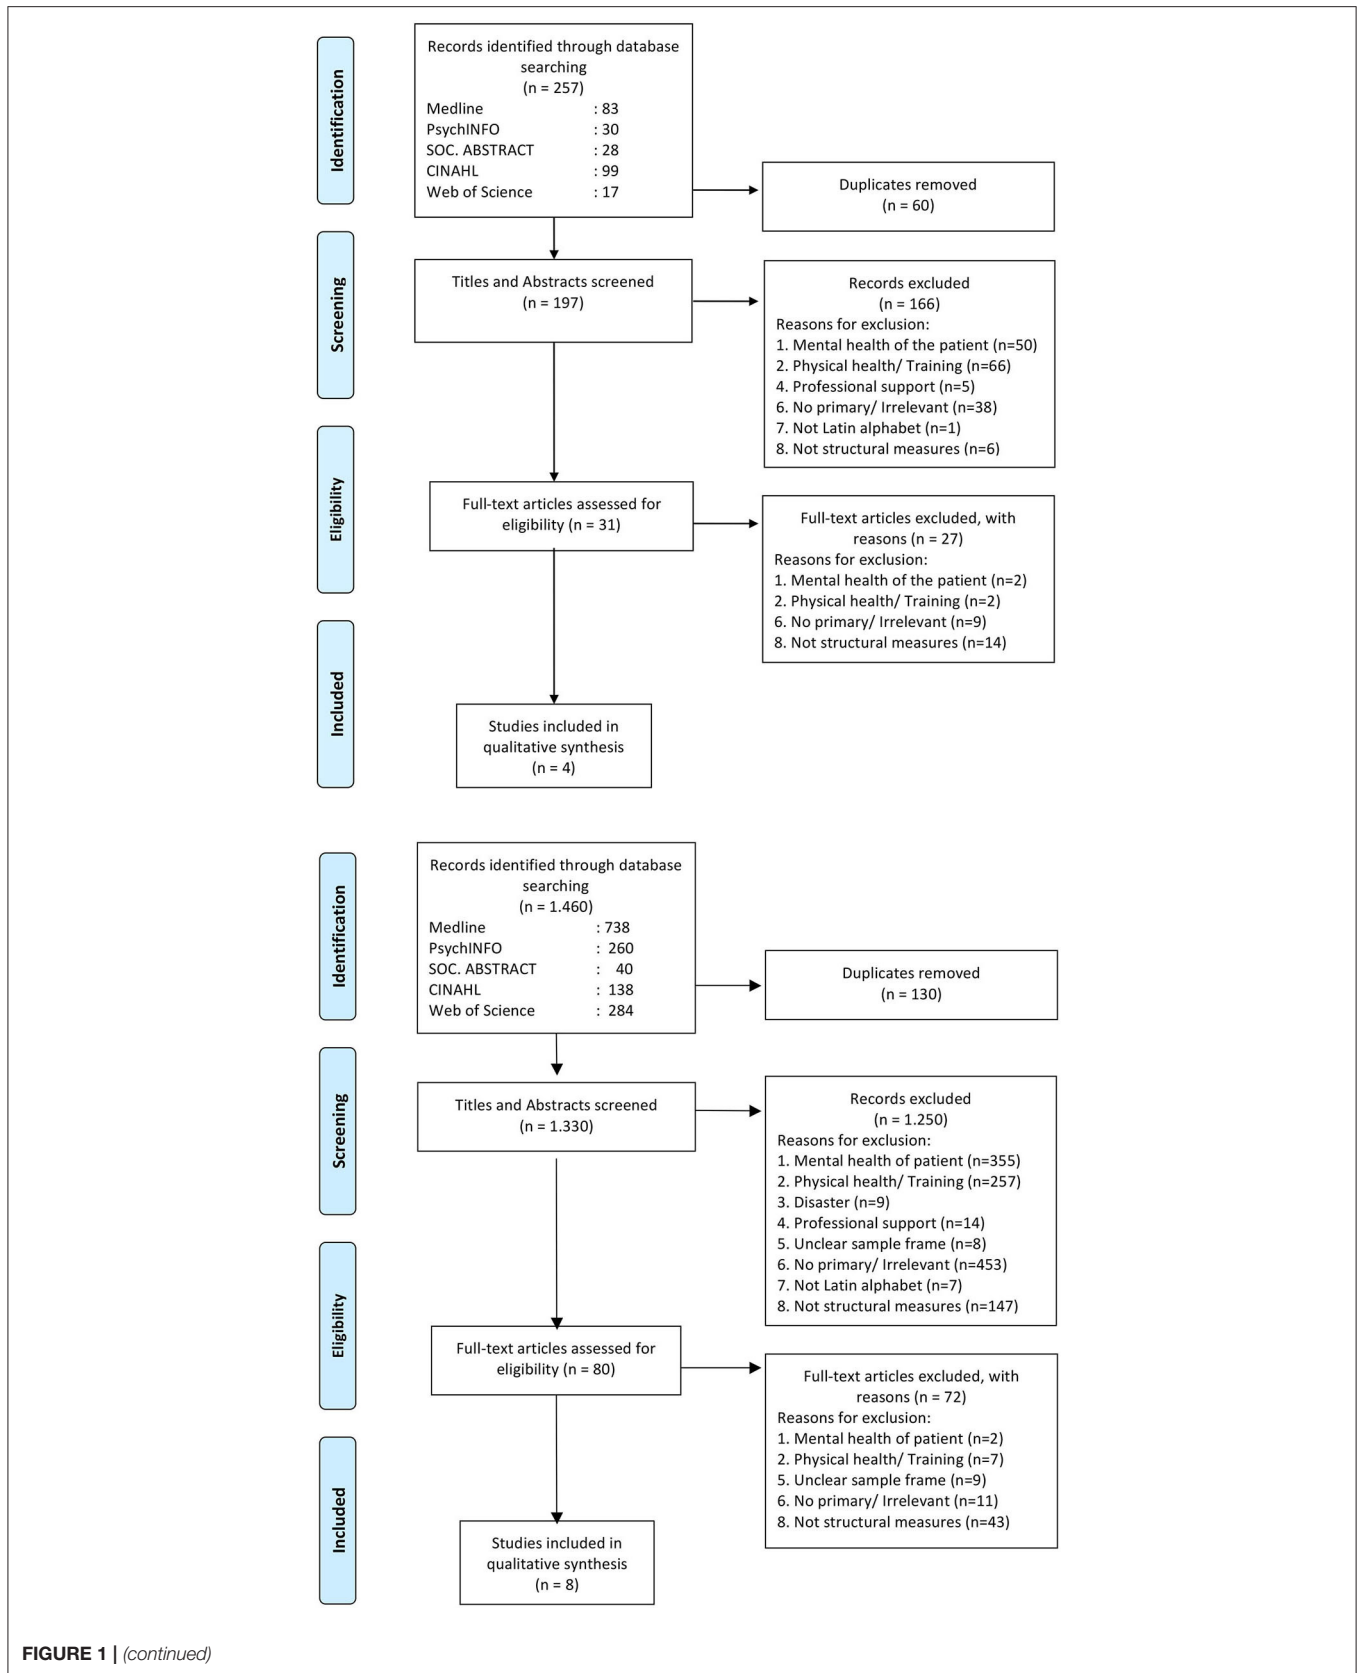 Identification
Records identified through database
searching
(n = 257)
Medline : 83
PsychINFO : 30
SOC. ABSTRACT : 28
CINAHL : 99
Web of Science : 17
Duplicates removed
(n = 60)
Screening
Titles and Abstracts screened
(n = 197)
Records excluded
(n = 166)
Reasons for exclusion:
1. Mental health of the patient (n=50)
2. Physical health/ Training (n=66)
4. Professional support (n=5)
6. No primary/ Irrelevant (n=38)
7. Not Latin alphabet (n=1)
8. Not structural measures (n=6)
Eligibility
Full-text articles assessed for
eligibility (n = 31)
Full-text articles excluded, with
reasons (n = 27)
Reasons for exclusion:
1. Mental health of the patient (n=2)
2. Physical health/ Training (n=2)
6. No primary/ Irrelevant (n=9)
8. Not structural measures (n=14)
Included
Studies included in
qualitative synthesis
(n = 4)
Identification
Records identified through database
searching
(n = 1.460)
Medline : 738
PsychINFO : 260
SOC. ABSTRACT : 40
CINAHL : 138
Web of Science : 284
Duplicates removed
(n = 130)
Screening
Titles and Abstracts screened
(n = 1.330)
Records excluded
(n = 1.250)
Reasons for exclusion:
1. Mental health of patient (n=355)
2. Physical health/ Training (n=257)
3. Disaster (n=9)
4. Professional support (n=14)
5. Unclear sample frame (n=8)
6. No primary/ Irrelevant (n=453)
7. Not Latin alphabet (n=7)
8. Not structural measures (n=147)
Eligibility
Full-text articles assessed for
eligibility (n = 80)
Full-text articles excluded, with
reasons (n = 72)
Reasons for exclusion:
1. Mental health of patient (n=2)
2. Physical health/ Training (n=7)
5. Unclear sample frame (n=9)
6. No primary/ Irrelevant (n=11)
8. Not structural measures (n=43)
Included
Studies included in
qualitative synthesis
(n = 8)
FIGURE 1 | (continued)